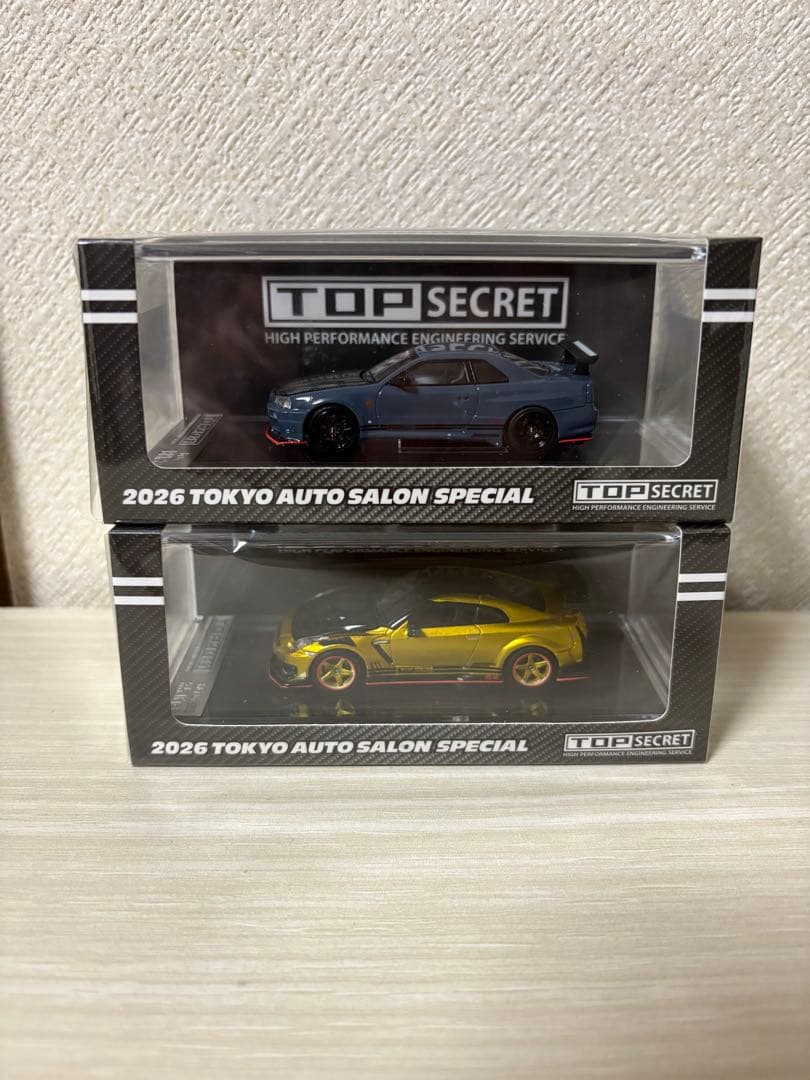 TOP SECRET
HIGH PERFORMANCE ENGINEERING SERVICE
2026 TOKYO AUTO SALON SPECIAL
TOP SECRET
HIGH PERFORMANCE ENGINEERING SERVICE
2026 TOKYO AUTO SALON SPECIAL
TOP SECRET
HIGH PERFORMANCE ENGINEERING SERVICE